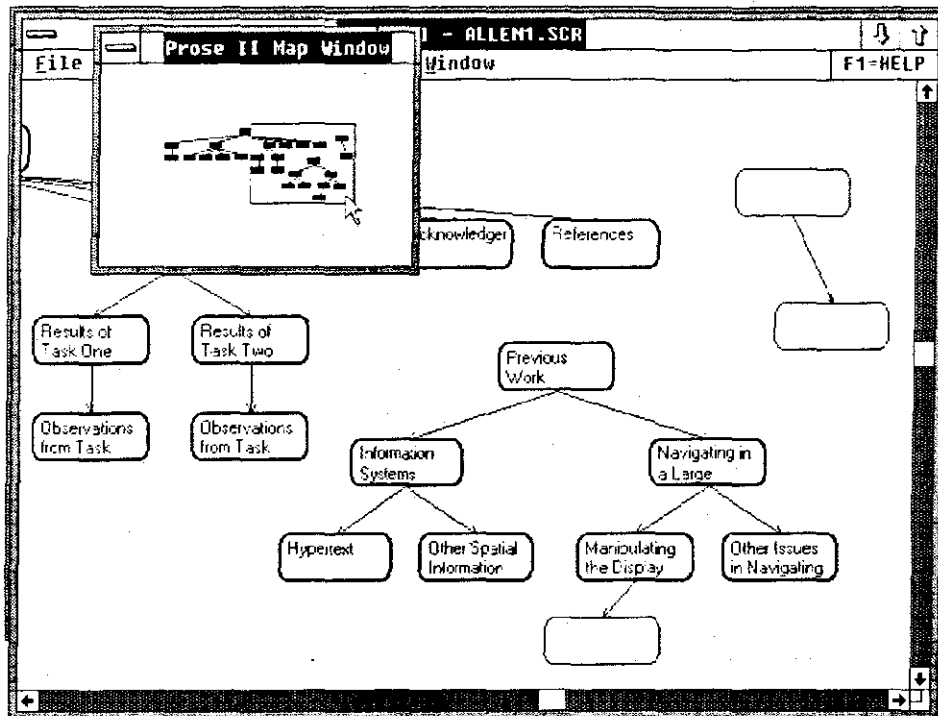 - ALLEN1.SCR
Prose II Map Window
File
Window
F1=HELP
cknowledger
References
Results of
Task One
Results of
Task Two
Previous
Work
Observations
from Task
Observations
from Task
Information
Systems
Navigating in
a Large
Hypertext
Other Spatial
Information
Manipulating
the Display
Other Issues
in Navigating